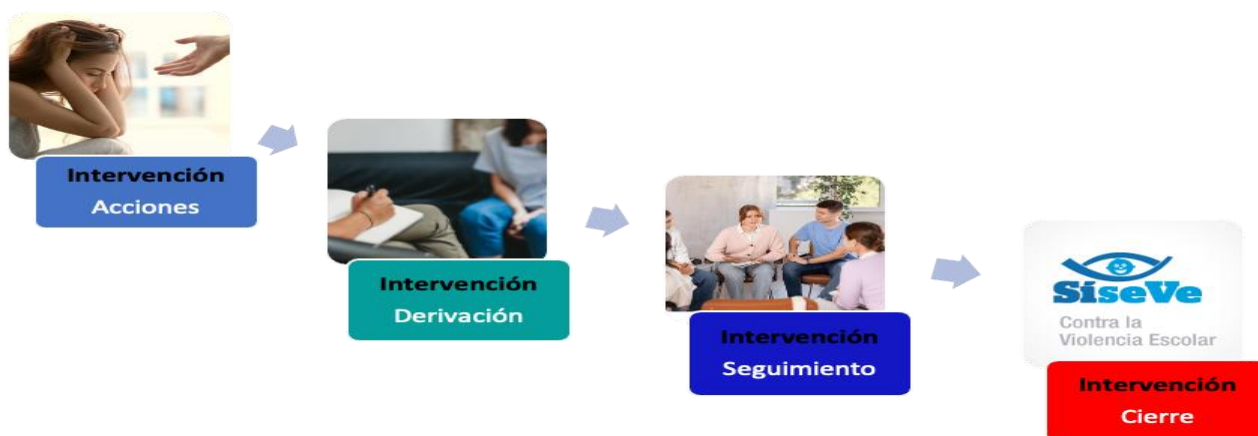 Intervención
Acciones
Intervención
Derivación
Intervención
Seguimiento
SiseVe
Contra la
Violencia Escolar
Intervención
Cierre